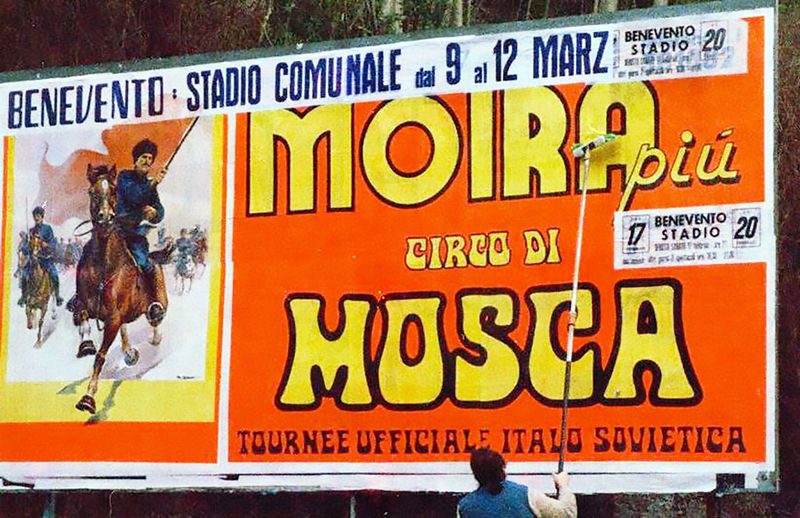 BENEVENTO: STADIO COMUNALE dal 9 al 12 MARZ
BENEVENTO
STADIO
20
MOIRA
più
CIRCO DI
MOSCA
17
BENEVENTO
STADIO
20
TOURNEE UFFICIALE ITALO SOVIETICA